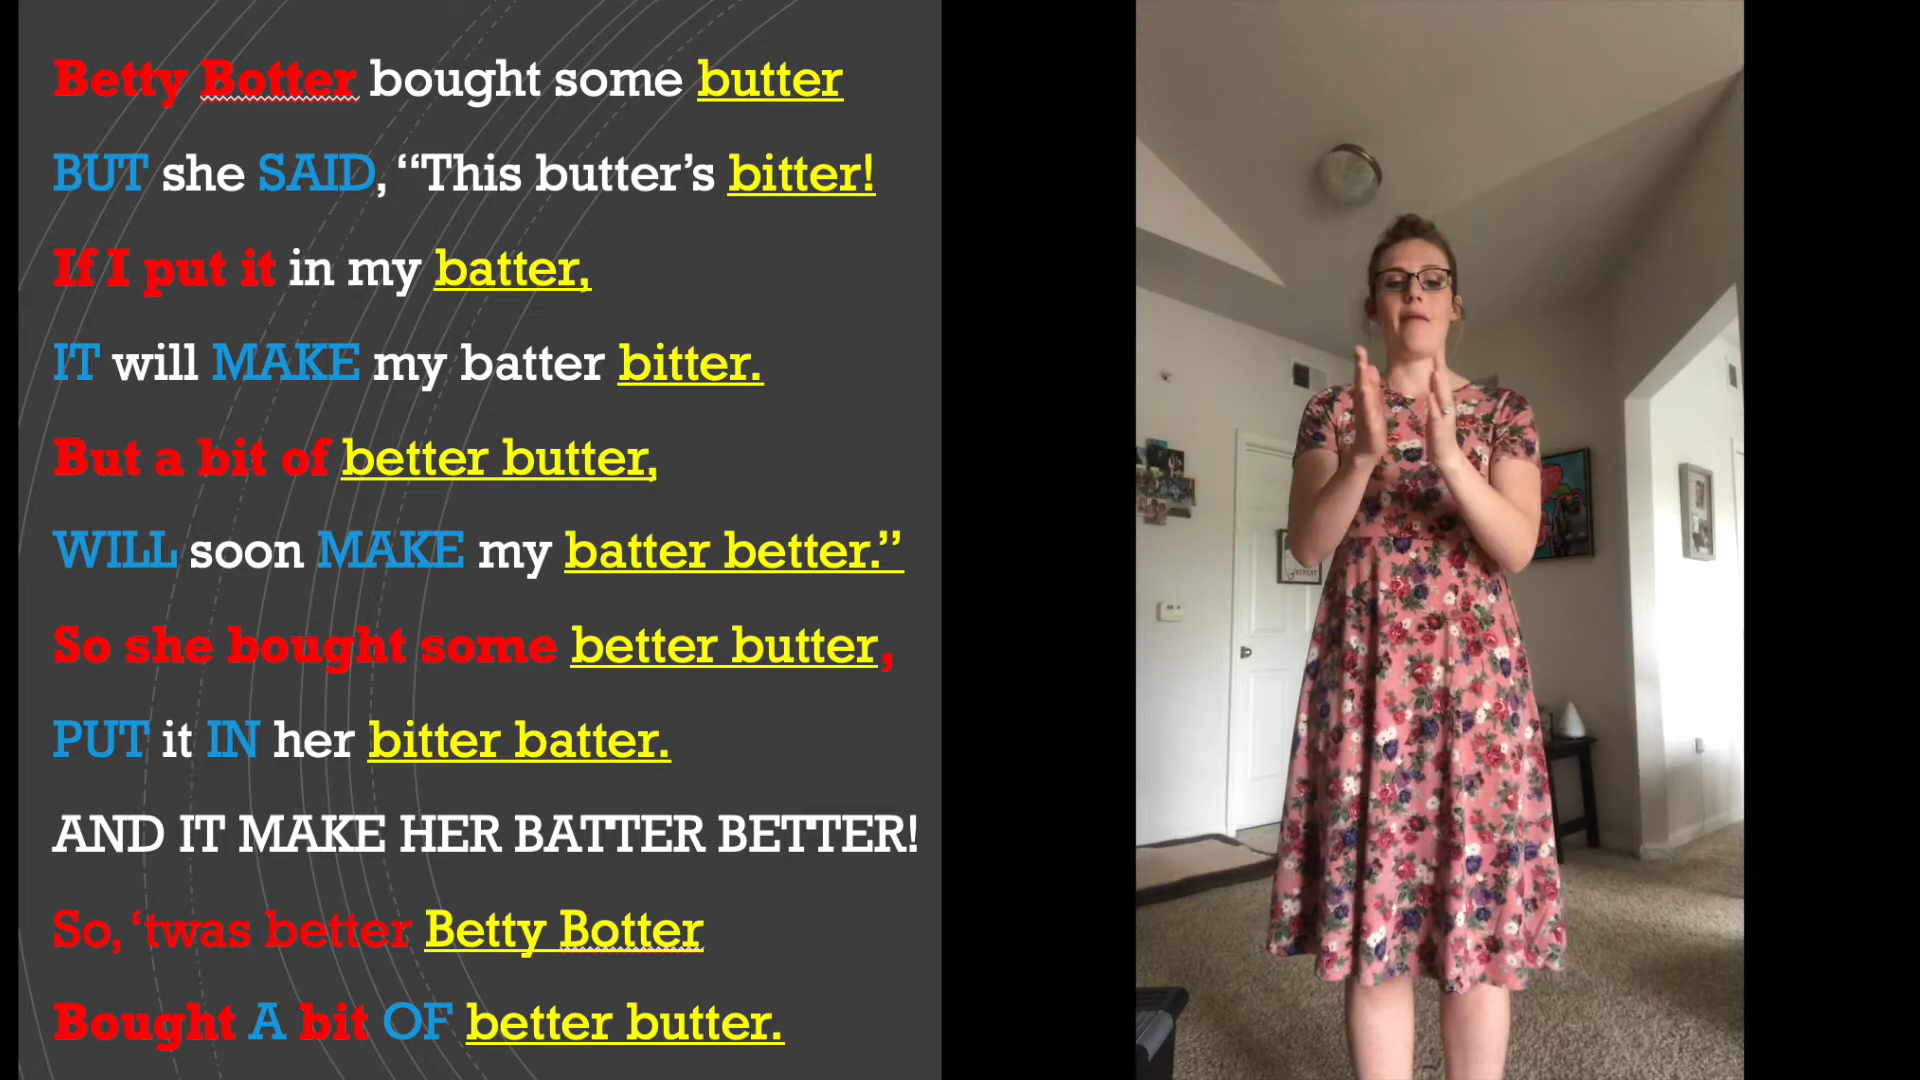 Betty Botter bought some butter
BUT she SAID, “This butter’s bitter!
If I put it in my batter,
IT will MAKE my batter bitter.
But a bit of better butter,
WILL soon MAKE my batter better.”
So she bought some better butter,
PUT it IN her bitter batter.
AND IT MAKE HER BATTER BETTER!
So, ‘twas better Betty Botter
Bought A bit OF better butter.
REPEAT